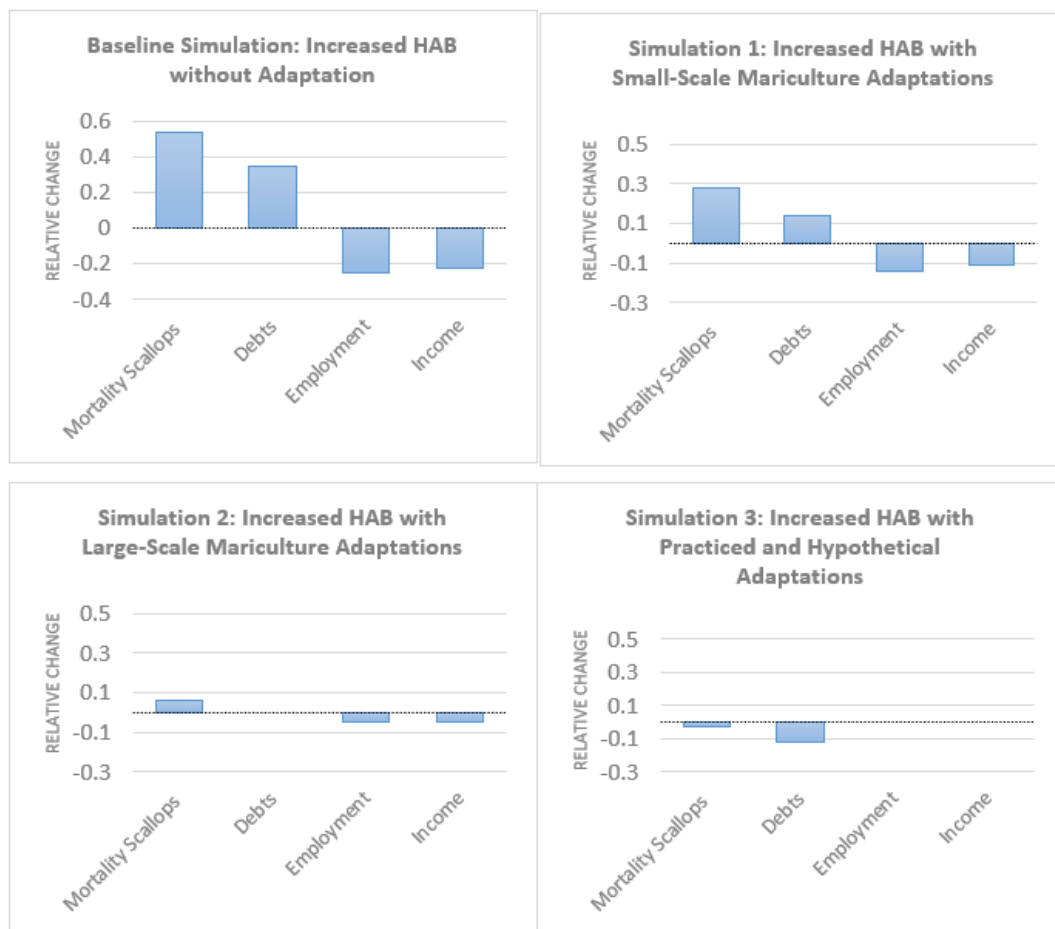 Baseline Simulation: Increased HAB
without Adaptation
RELATIVE CHANGE
0.6
0.4
0.2
0
-0.2
-0.4
Mortality Scallops
Debts
Employment
Income
Simulation 1: Increased HAB with
Small-Scale Mariculture Adaptations
RELATIVE CHANGE
0.5
0.3
0.1
-0.1
-0.3
Mortality Scallops
Debts
Employment
Income
Simulation 2: Increased HAB with
Large-Scale Mariculture Adaptations
RELATIVE CHANGE
0.5
0.3
0.1
-0.1
-0.3
Mortality Scallops
Debts
Employment
Income
Simulation 3: Increased HAB with
Practiced and Hypothetical
Adaptations
RELATIVE CHANGE
0.5
0.3
0.1
-0.1
-0.3
Mortality Scallops
Debts
Employment
Income